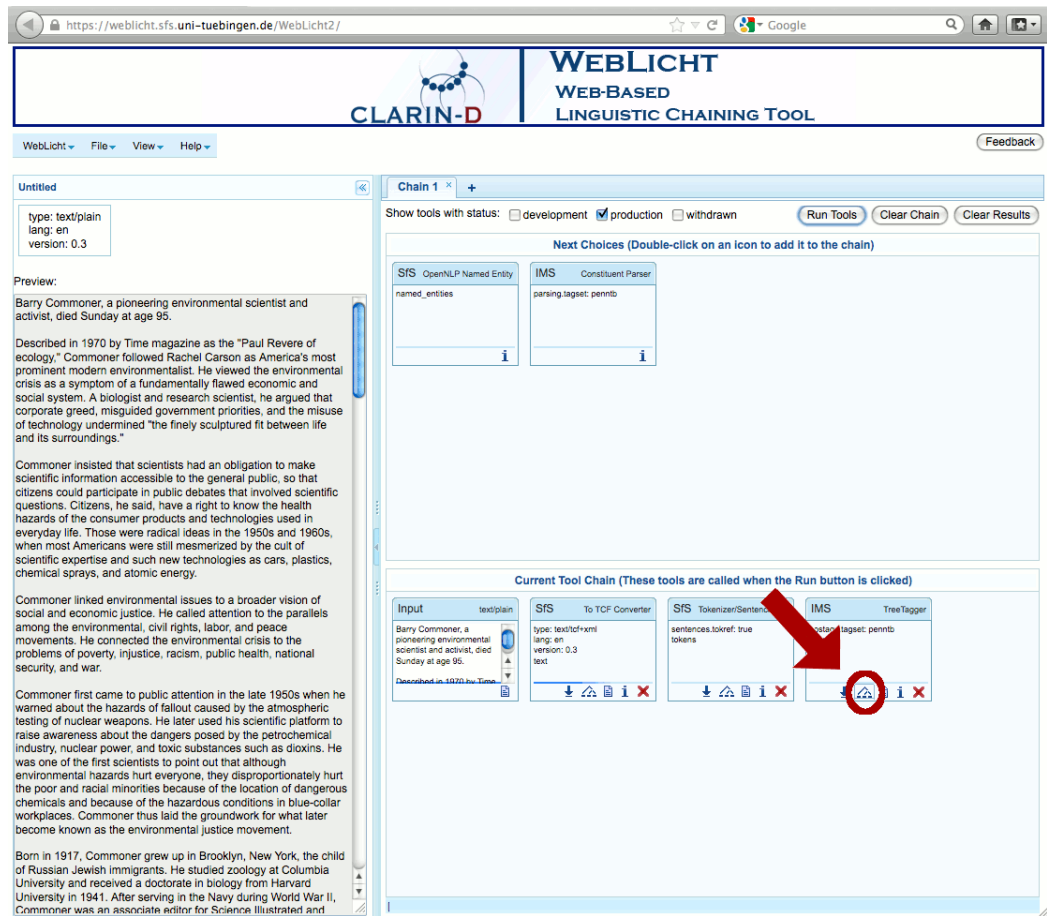 https://weblicht.sfs.uni-tuebingen.de/WebLicht2/
Google
CLARIN-D
WEBLICHT
WEB-BASED
LINGUISTIC CHAINING TOOL
WebLicht File View Help
Feedback
Untitled
type: text/plain
lang: en
version: 0.3
Preview:
Barry Commoner, a pioneering environmental scientist and
activist, died Sunday at age 95.
Described in 1970 by Time magazine as the "Paul Revere of
ecology," Commoner followed Rachel Carson as America's most
prominent modern environmentalist. He viewed the environmental
crisis as a symptom of a fundamentally flawed economic and
social system. A biologist and research scientist, he argued that
corporate greed, misguided government priorities, and the misuse
of technology undermined "the finely sculptured fit between life
and its surroundings."
Commoner insisted that scientists had an obligation to make
scientific information accessible to the general public, so that
citizens could participate in public debates that involved scientific
questions. Citizens, he said, have a right to know the health
hazards of the consumer products and technologies used in
everyday life. Those were radical ideas in the 1950s and 1960s,
when most Americans were still mesmerized by the cult of
scientific expertise and such new technologies as cars, plastics,
chemical sprays, and atomic energy.
Commoner linked environmental issues to a broader vision of
social and economic justice. He called attention to the parallels
among the environmental, civil rights, labor, and peace
movements. He connected the environmental crisis to the
problems of poverty, injustice, racism, public health, national
security, and war.
Commoner first came to public attention in the late 1950s when he
warned about the hazards of fallout caused by the atmospheric
testing of nuclear weapons. He later used his scientific platform to
raise awareness about the dangers posed by the petrochemical
industry, nuclear power, and toxic substances such as dioxins. He
was one of the first scientists to point out that although
environmental hazards hurt everyone, they disproportionately hurt
the poor and racial minorities because of the location of dangerous
chemicals and because of the hazardous conditions in blue-collar
workplaces. Commoner thus laid the groundwork for what later
become known as the environmental justice movement.
Born in 1917, Commoner grew up in Brooklyn, New York, the child
of Russian Jewish immigrants. He studied zoology at Columbia
University and received a doctorate in biology from Harvard
University in 1941. After serving in the Navy during World War II,
Commoner was an associate editor for Science Illustrated and
Chain 1 × +
Show tools with status: development production withdrawn
Run Tools Clear Chain Clear Results
Next Choices (Double-click on an icon to add it to the chain)
SfS OpenNLP Named Entity
named_entities
IMS Constituent Parser
parsing.tagset: penntb
Current Tool Chain (These tools are called when the Run button is clicked)
Input text/plain
Barry Commoner, a
pioneering environmental
scientist and activist, died
Sunday at age 95.
Described in 1970 by Time
SfS To TCF Converter
type: text/tcf+xml
lang: en
version: 0.3
text
SfS
sentences.tokref: true
tokens
IMS TreeTagger
penntb